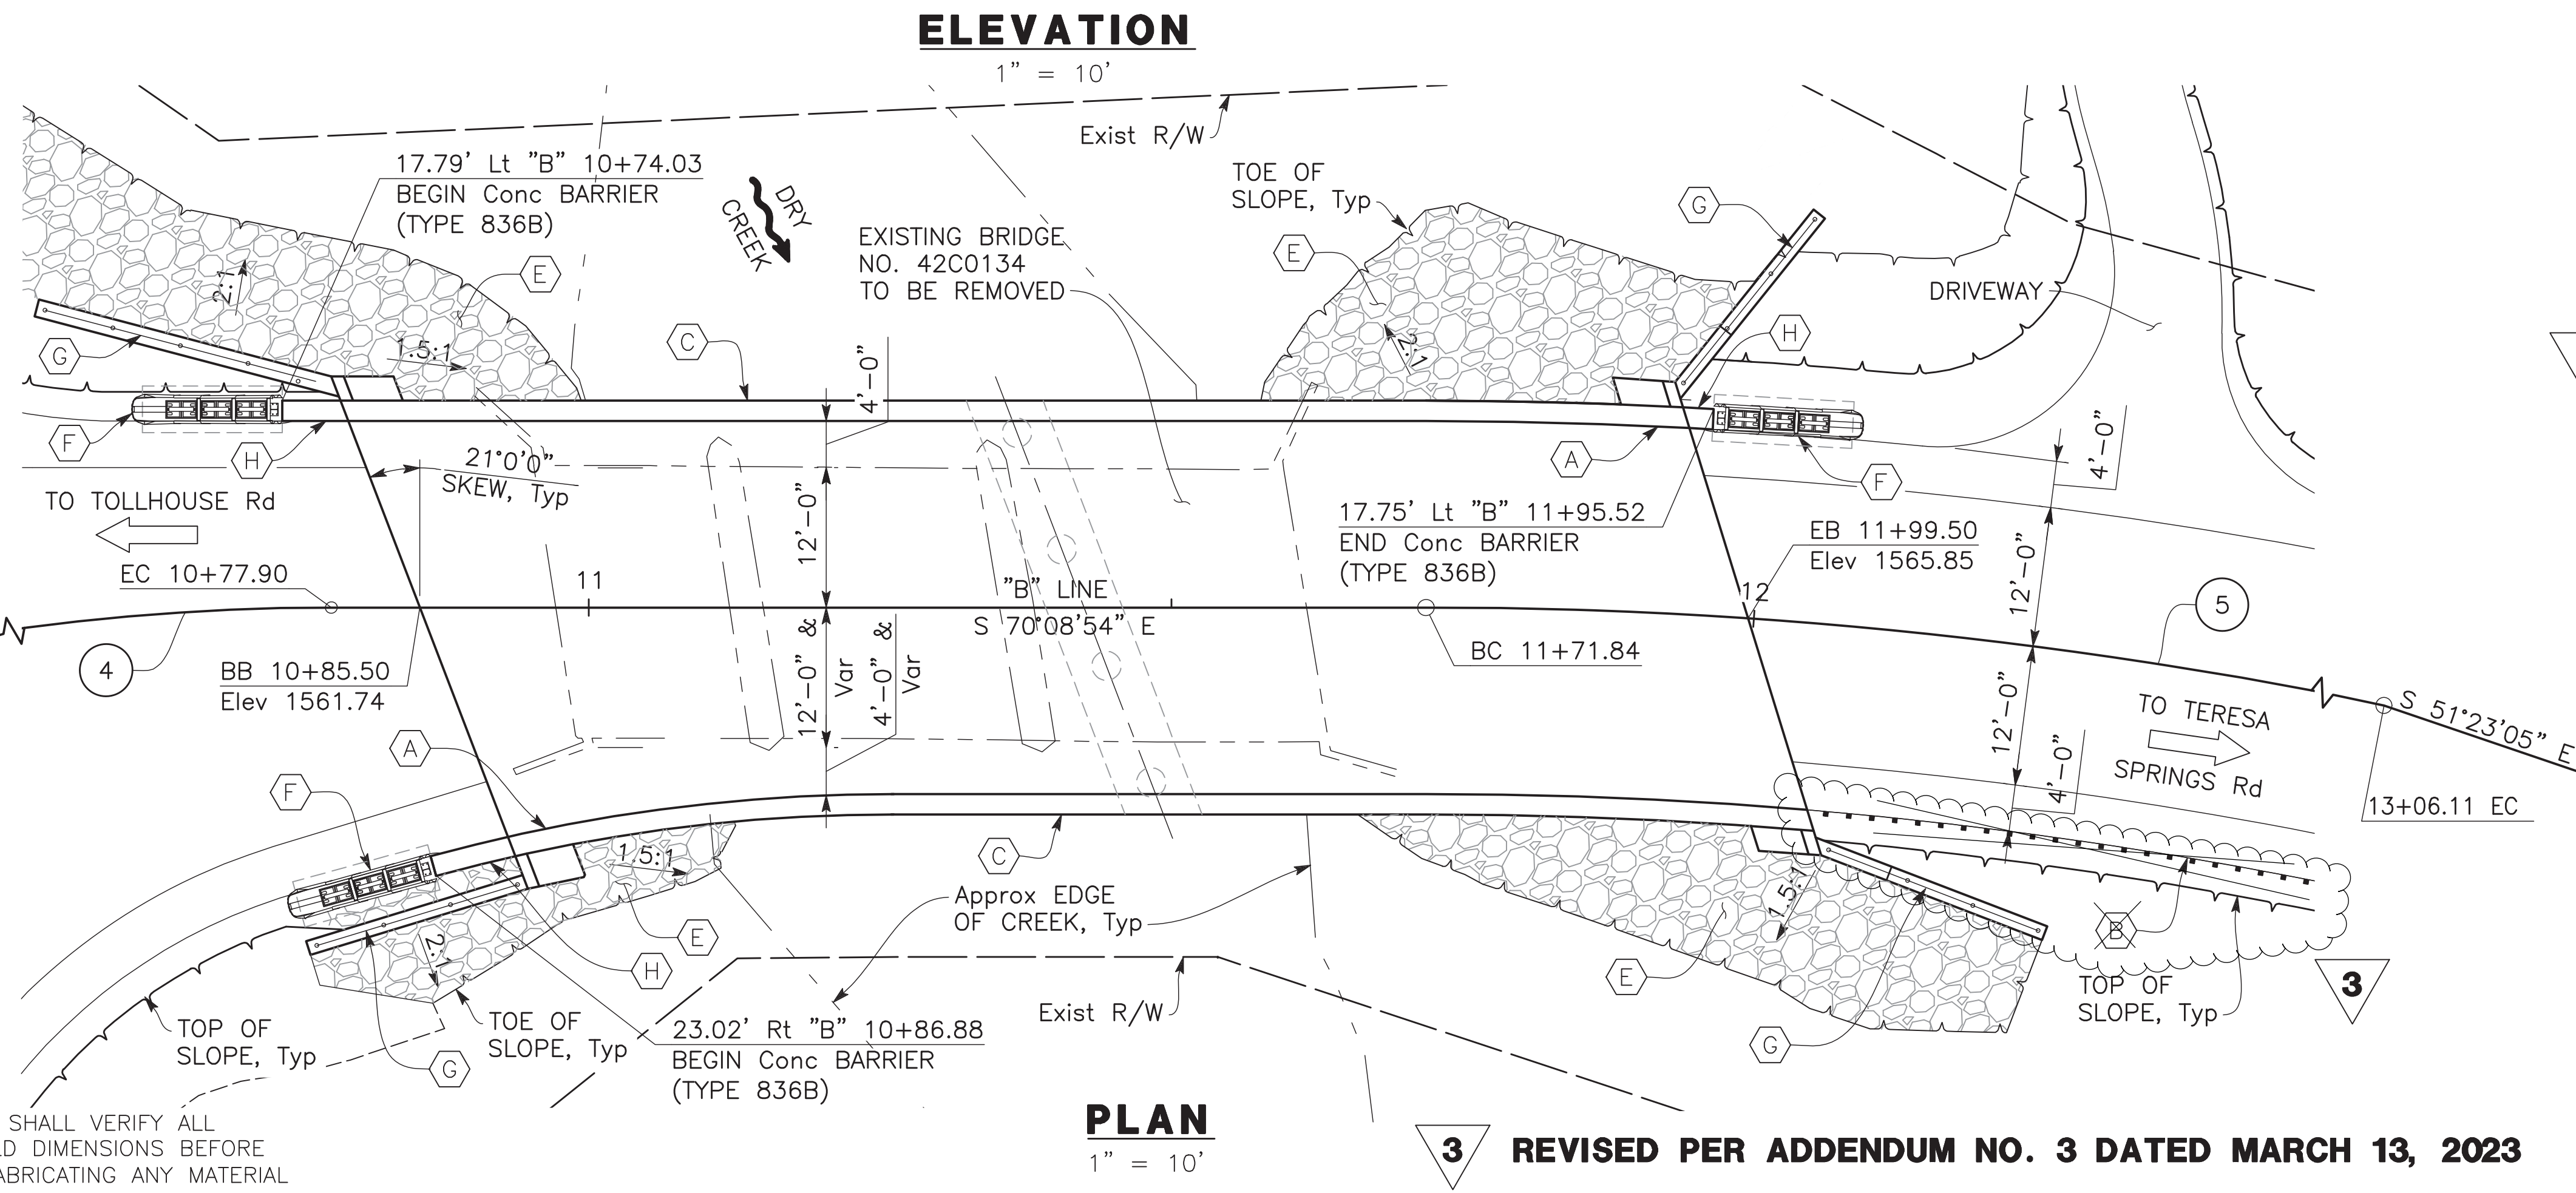 ELEVATION
1" = 10'
Exist R/W
17.79' Lt "B" 10+74.03
BEGIN Conc BARRIER
(TYPE 836B)
DRY
CREEK
EXISTING BRIDGE
NO. 42C0134
TO BE REMOVED
TOE OF
SLOPE, Typ
G
E
E
2:1
1.5:1
2:1
DRIVEWAY
H
G
C
4'-0"
F
H
21°0'0"
SKEW, Typ
A
F
4'-0"
TO TOLLHOUSE Rd
12'-0"
17.75' Lt "B" 11+95.52
END Conc BARRIER
(TYPE 836B)
EB 11+99.50
Elev 1565.85
12'-0"
EC 10+77.90
11
"B" LINE
S 70°08'54" E
12
5
4
BB 10+85.50
Elev 1561.74
12'-0" &
Var
4'-0" &
Var
BC 11+71.84
12'-0"
4'-0"
TO TERESA
SPRINGS Rd
S 51°23'05" E
13+06.11 EC
A
F
1.5:1
C
Approx EDGE
OF CREEK, Typ
1.5:1
B
E
2:1
H
E
G
TOP OF
SLOPE, Typ
3
TOP OF
SLOPE, Typ
G
TOE OF
SLOPE, Typ
23.02' Rt "B" 10+86.88
BEGIN Conc BARRIER
(TYPE 836B)
Exist R/W
SHALL VERIFY ALL
LD DIMENSIONS BEFORE
ABRICATING ANY MATERIAL
PLAN
1" = 10'
3 REVISED PER ADDENDUM NO. 3 DATED MARCH 13, 2023